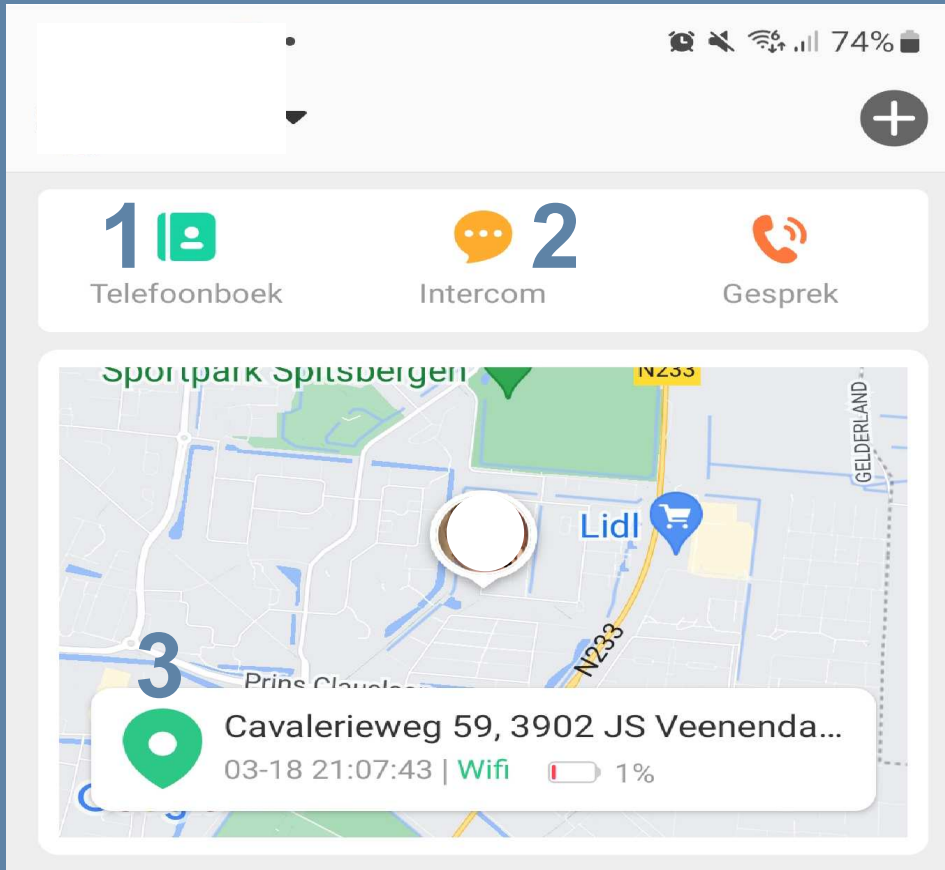 74%
1
2
Telefoonboek
Intercom
Gesprek
Sportpark Spitsbergen
N233
GELDERLAND
Lidl
N233
3
Prins Claus
Cavalerieweg 59, 3902 JS Veenenda...
03-18 21:07:43 | Wifi 1%